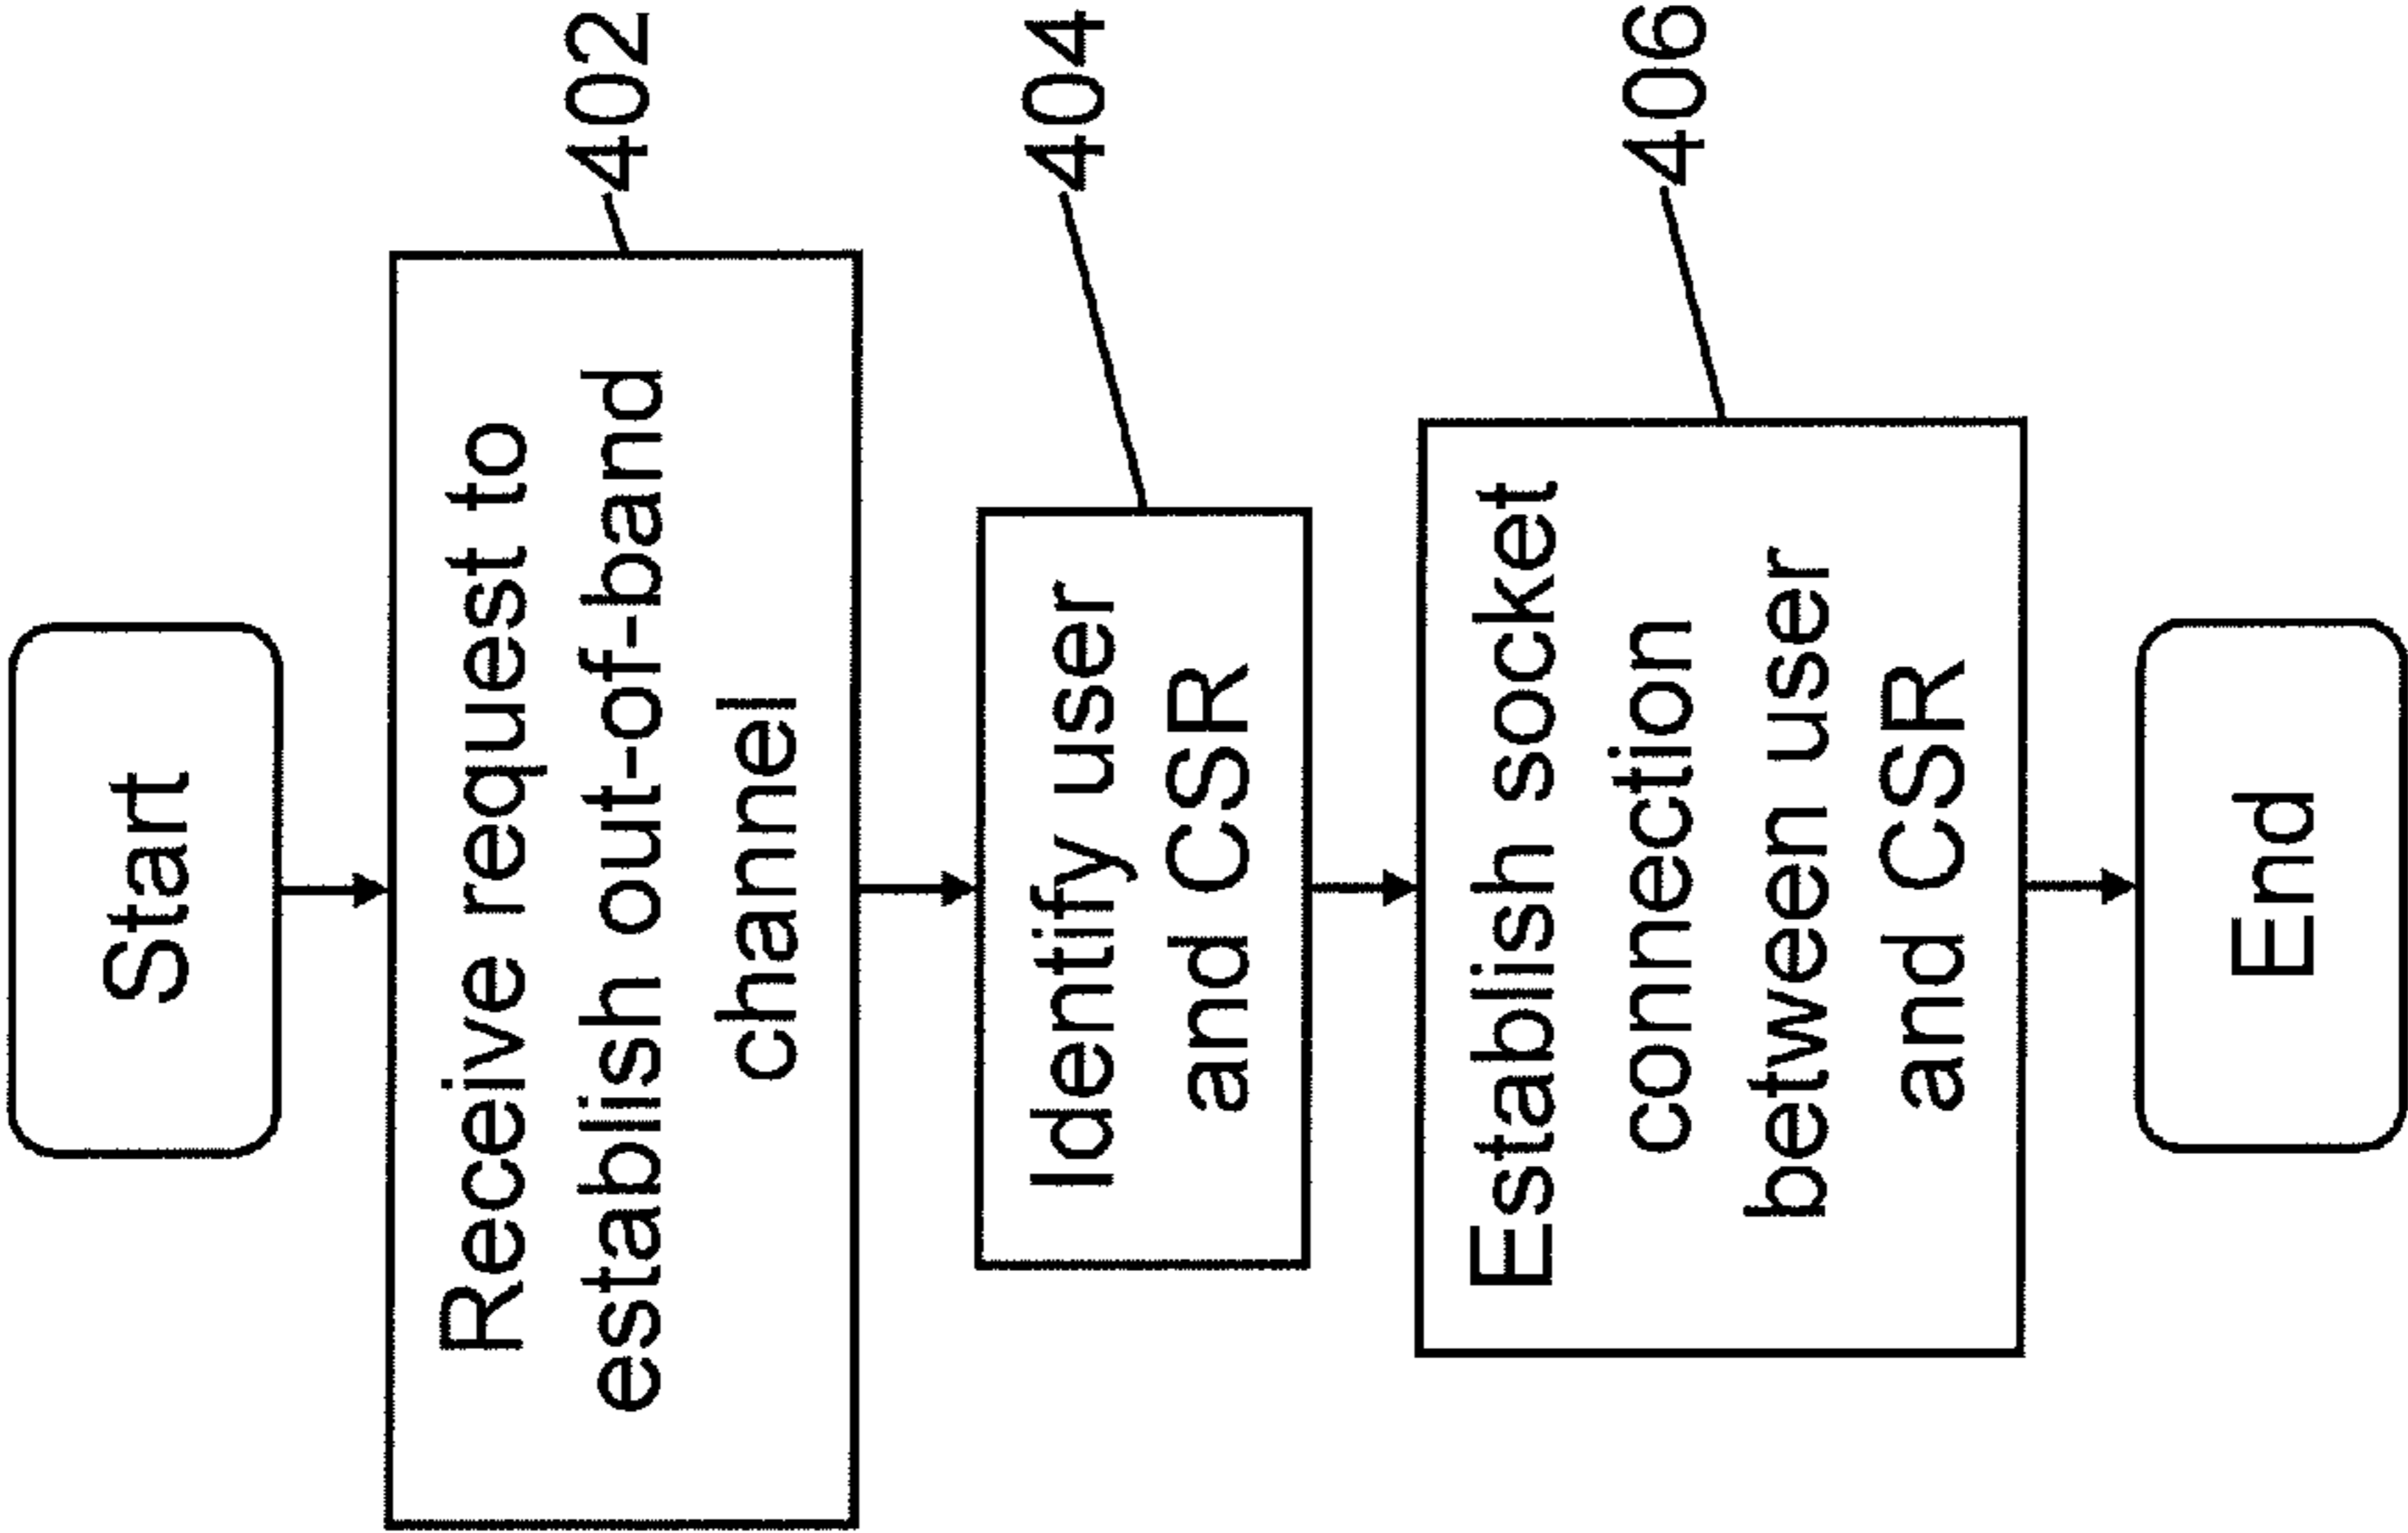 Start
Receive request to
establish out-of-band
channel
402
Identify user
and CSR
404
Establish socket
connection
between user
and CSR
406
End